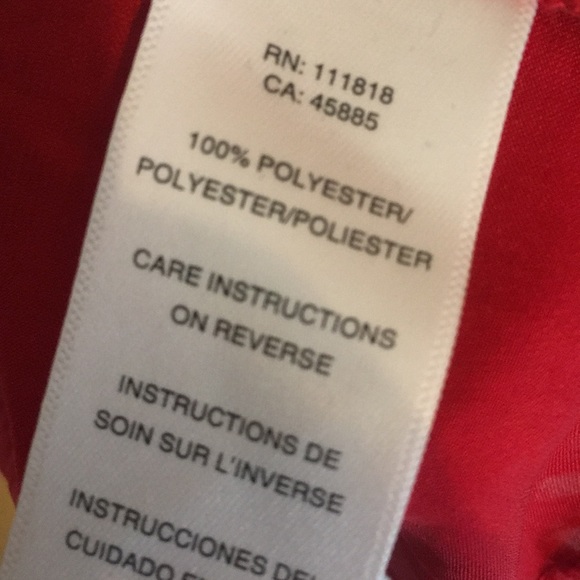 RN: 111818
CA: 45885
100% POLYESTER/
POLYESTER/POLIESTER
CARE INSTRUCTIONS
ON REVERSE
INSTRUCTIONS DE
SOIN SUR L'INVERSE
INSTRUCCIONES DEL
CUIDADO